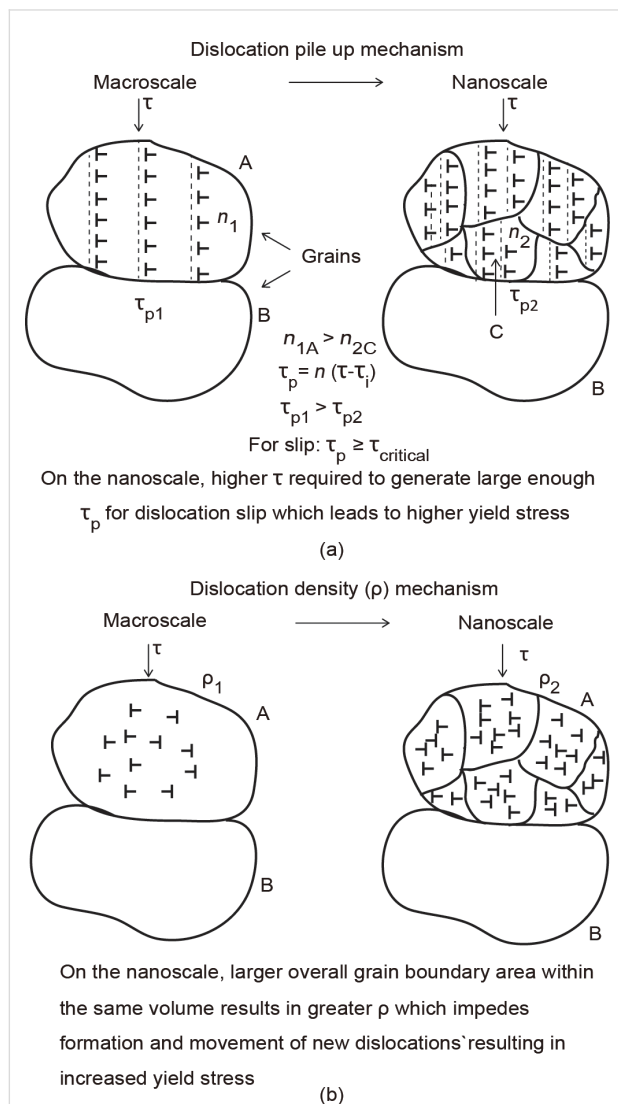 Dislocation pile up mechanism
Macroscale
Nanoscale
τ
τ
A
n1
n2
Grains
τp1
B
τp2
C
n1A > n2C
τp= n (τ-τi)
B
τp1 > τp2
For slip: τp ≥ τcritical
On the nanoscale, higher τ required to generate large enough
τp for dislocation slip which leads to higher yield stress
(a)
Dislocation density (ρ) mechanism
Macroscale
Nanoscale
τ
τ
ρ1
ρ2
A
A
B
B
On the nanoscale, larger overall grain boundary area within
the same volume results in greater ρ which impedes
formation and movement of new dislocations`resulting in
increased yield stress
(b)